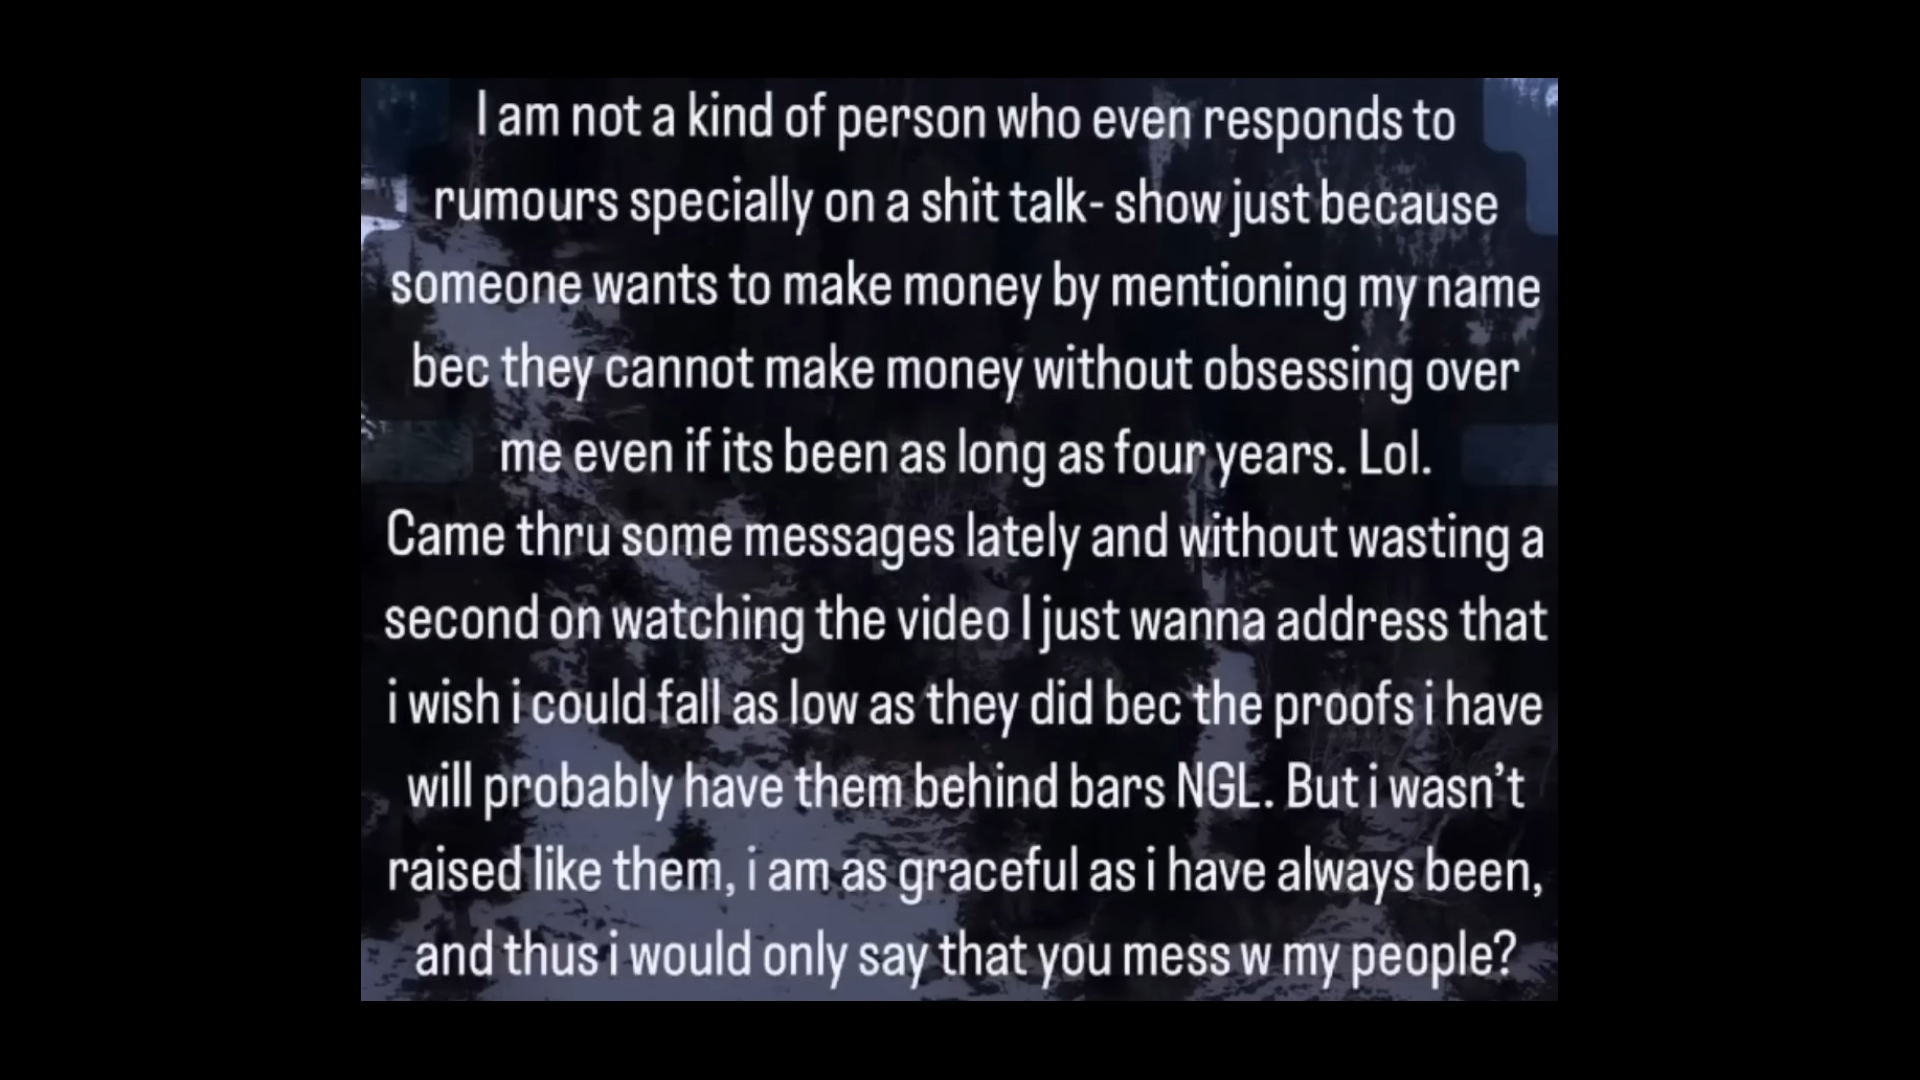 I am not a kind of person who even responds to
rumours specially on a shit talk- show just because
someone wants to make money by mentioning my name
bec they cannot make money without obsessing over
me even if its been as long as four years. Lol.
Came thru some messages lately and without wasting a
second on watching the video I just wanna address that
i wish i could fall as low as they did bec the proofs i have
will probably have them behind bars NGL. But i wasn't
raised like them, i am as graceful as i have always been,
and thus i would only say that you mess w my people?